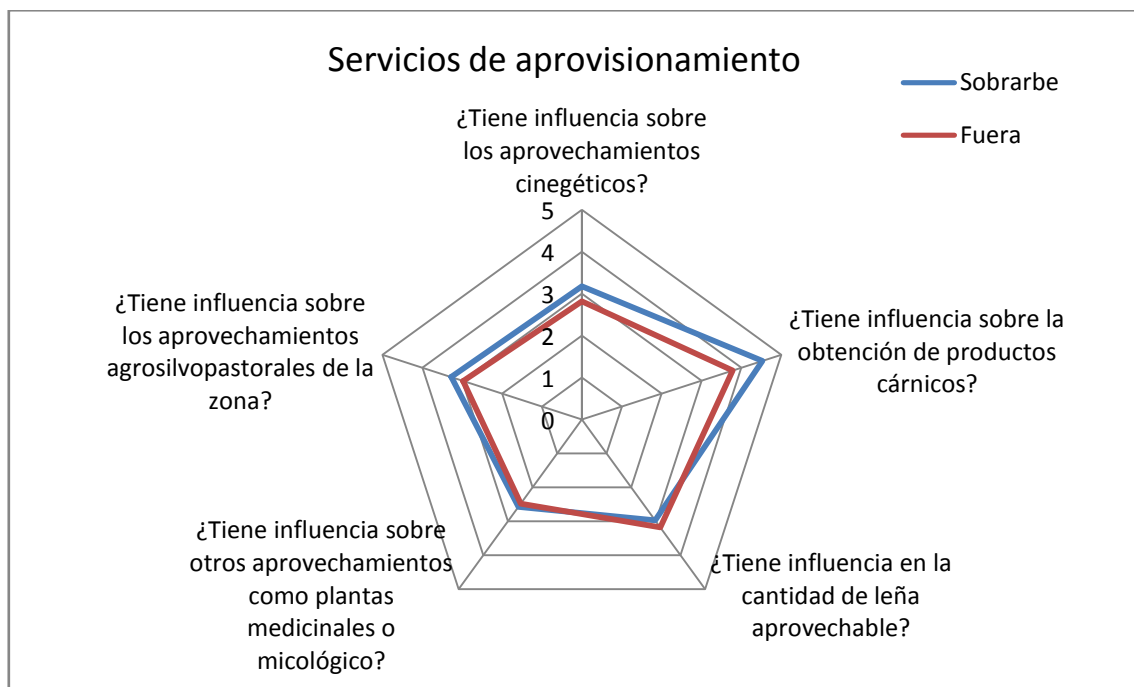 Servicios de aprovisionamiento
Sobrarbe
Fuera
¿Tiene influencia sobre
los aprovechamientos
cinegéticos?
5
4
3
2
1
0
¿Tiene influencia sobre la
obtención de productos
cárnicos?
¿Tiene influencia en la
cantidad de leña
aprovechable?
¿Tiene influencia sobre
otros aprovechamientos
como plantas
medicinales o
micológico?
¿Tiene influencia sobre
los aprovechamientos
agrosilvopastorales de la
zona?